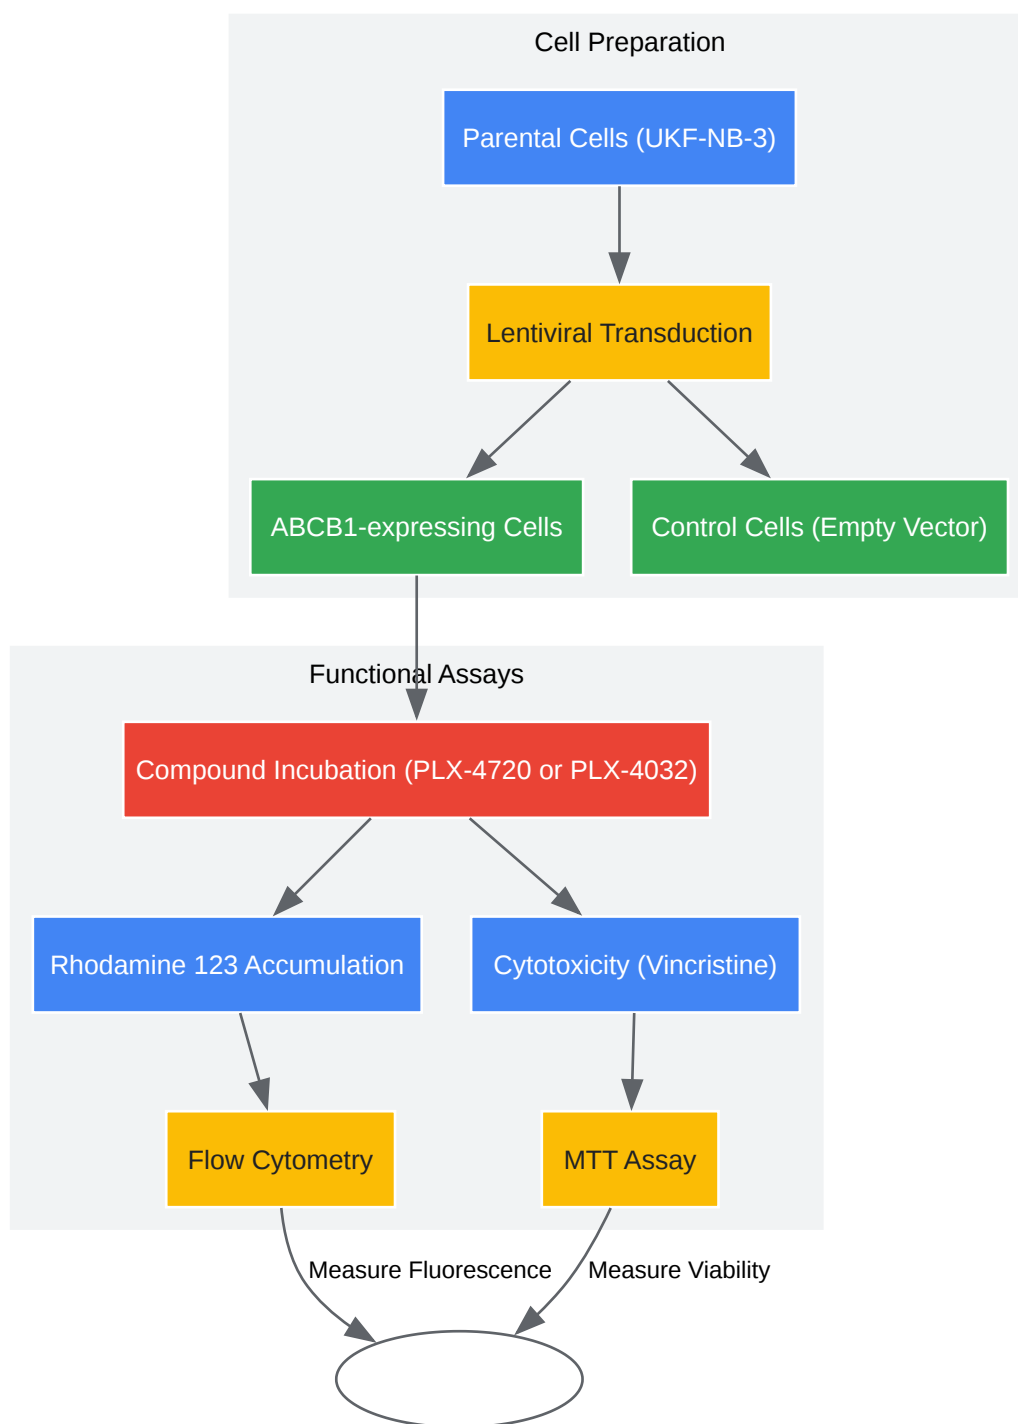 Cell Preparation
Parental Cells (UKF-NB-3)
Lentiviral Transduction
ABCB1-expressing Cells
Control Cells (Empty Vector)
Functional Assays
Compound Incubation (PLX-4720 or PLX-4032)
Rhodamine 123 Accumulation
Cytotoxicity (Vincristine)
Flow Cytometry
MTT Assay
Measure Fluorescence
Measure Viability